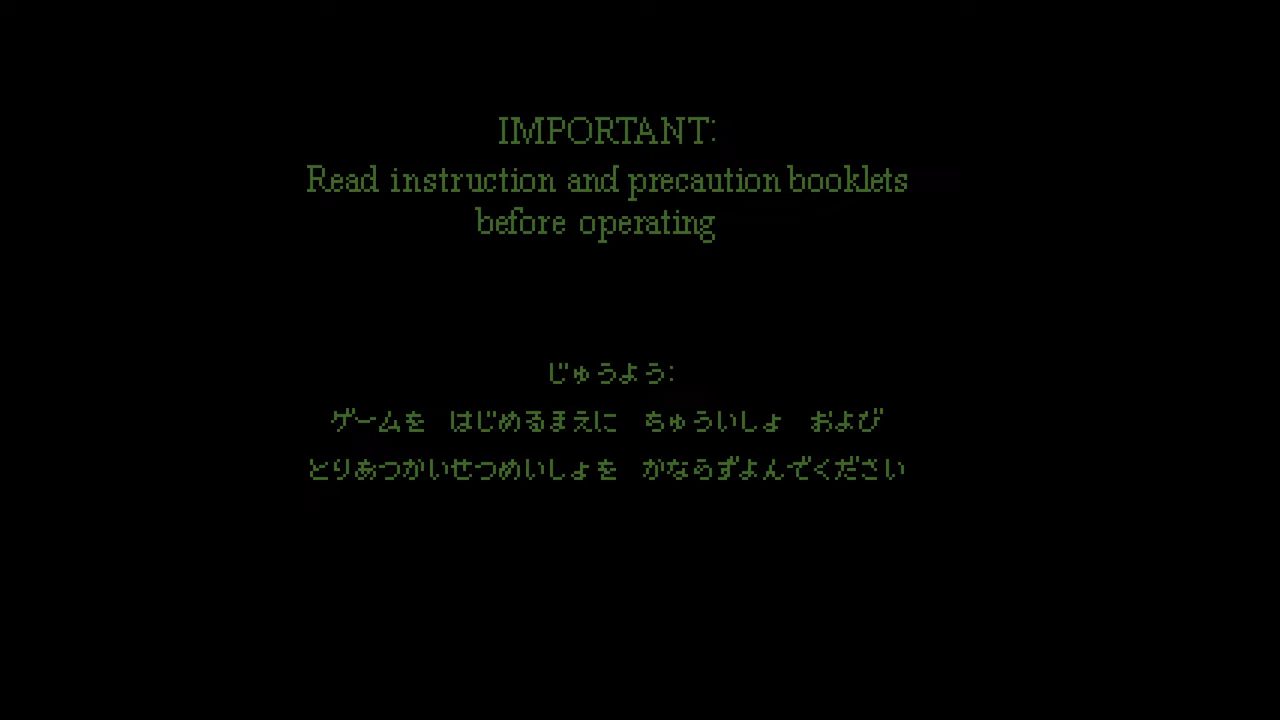 IMPORTANT:
Read instruction and precaution booklets
before operating
じゅうよう:
ゲームを はじめるまえに ちゅういしょ および
とりあつかいせつめいしょを かならずよんでください